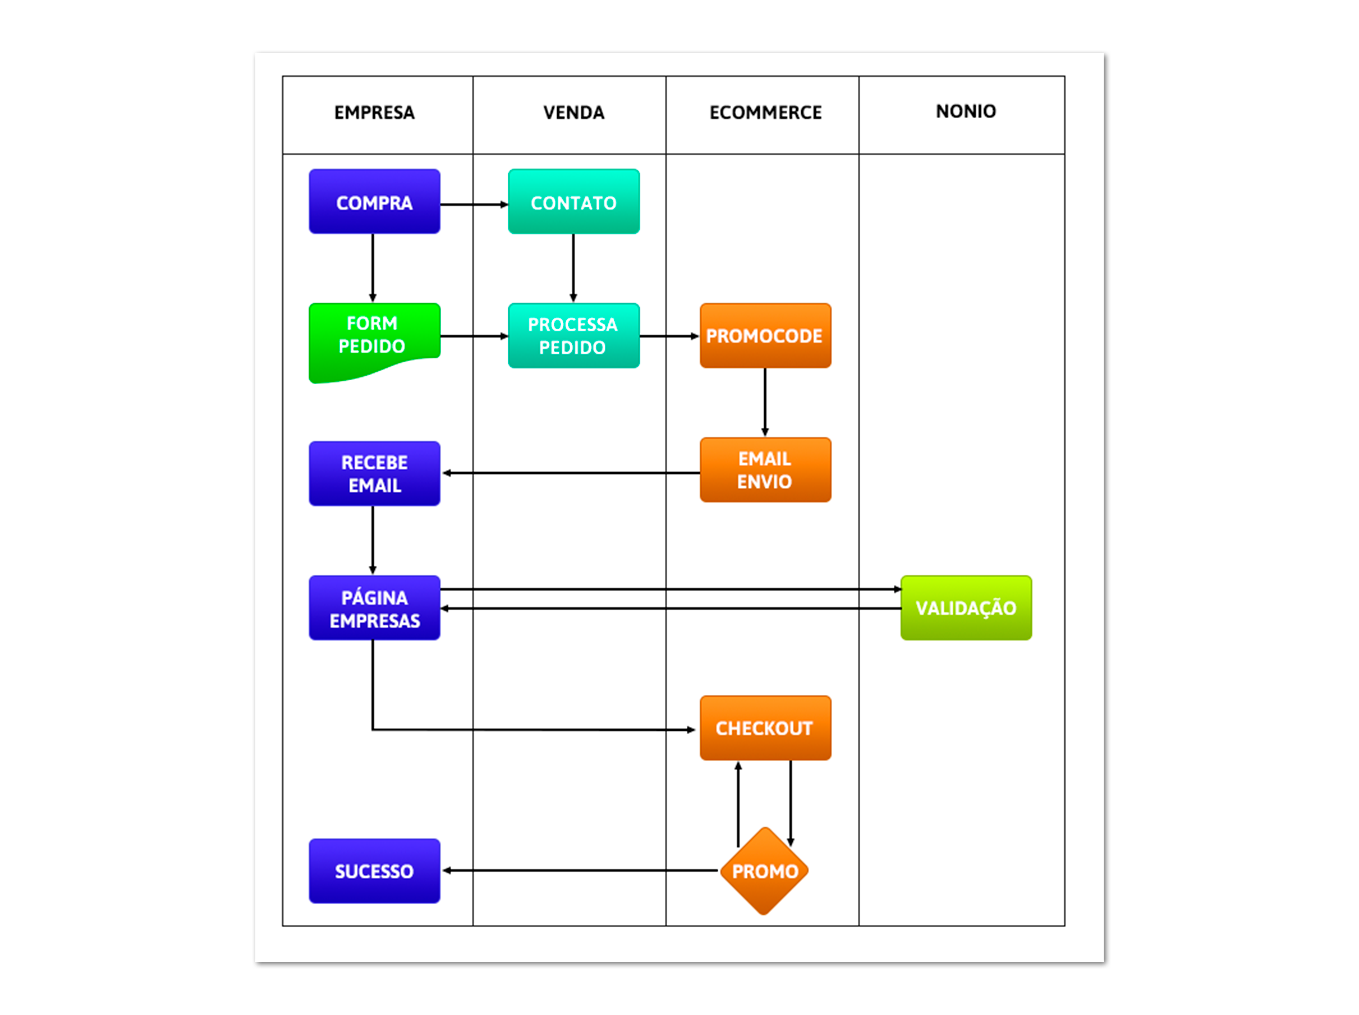 EMPRESA
VENDA
ECOMMERCE
NONIO
COMPRA
CONTATO
FORM
PEDIDO
PROCESSA
PEDIDO
PROMOCODE
RECEBE
EMAIL
EMAIL
ENVIO
PÁGINA
EMPRESAS
VALIDAÇÃO
CHECKOUT
SUCESSO
PROMO